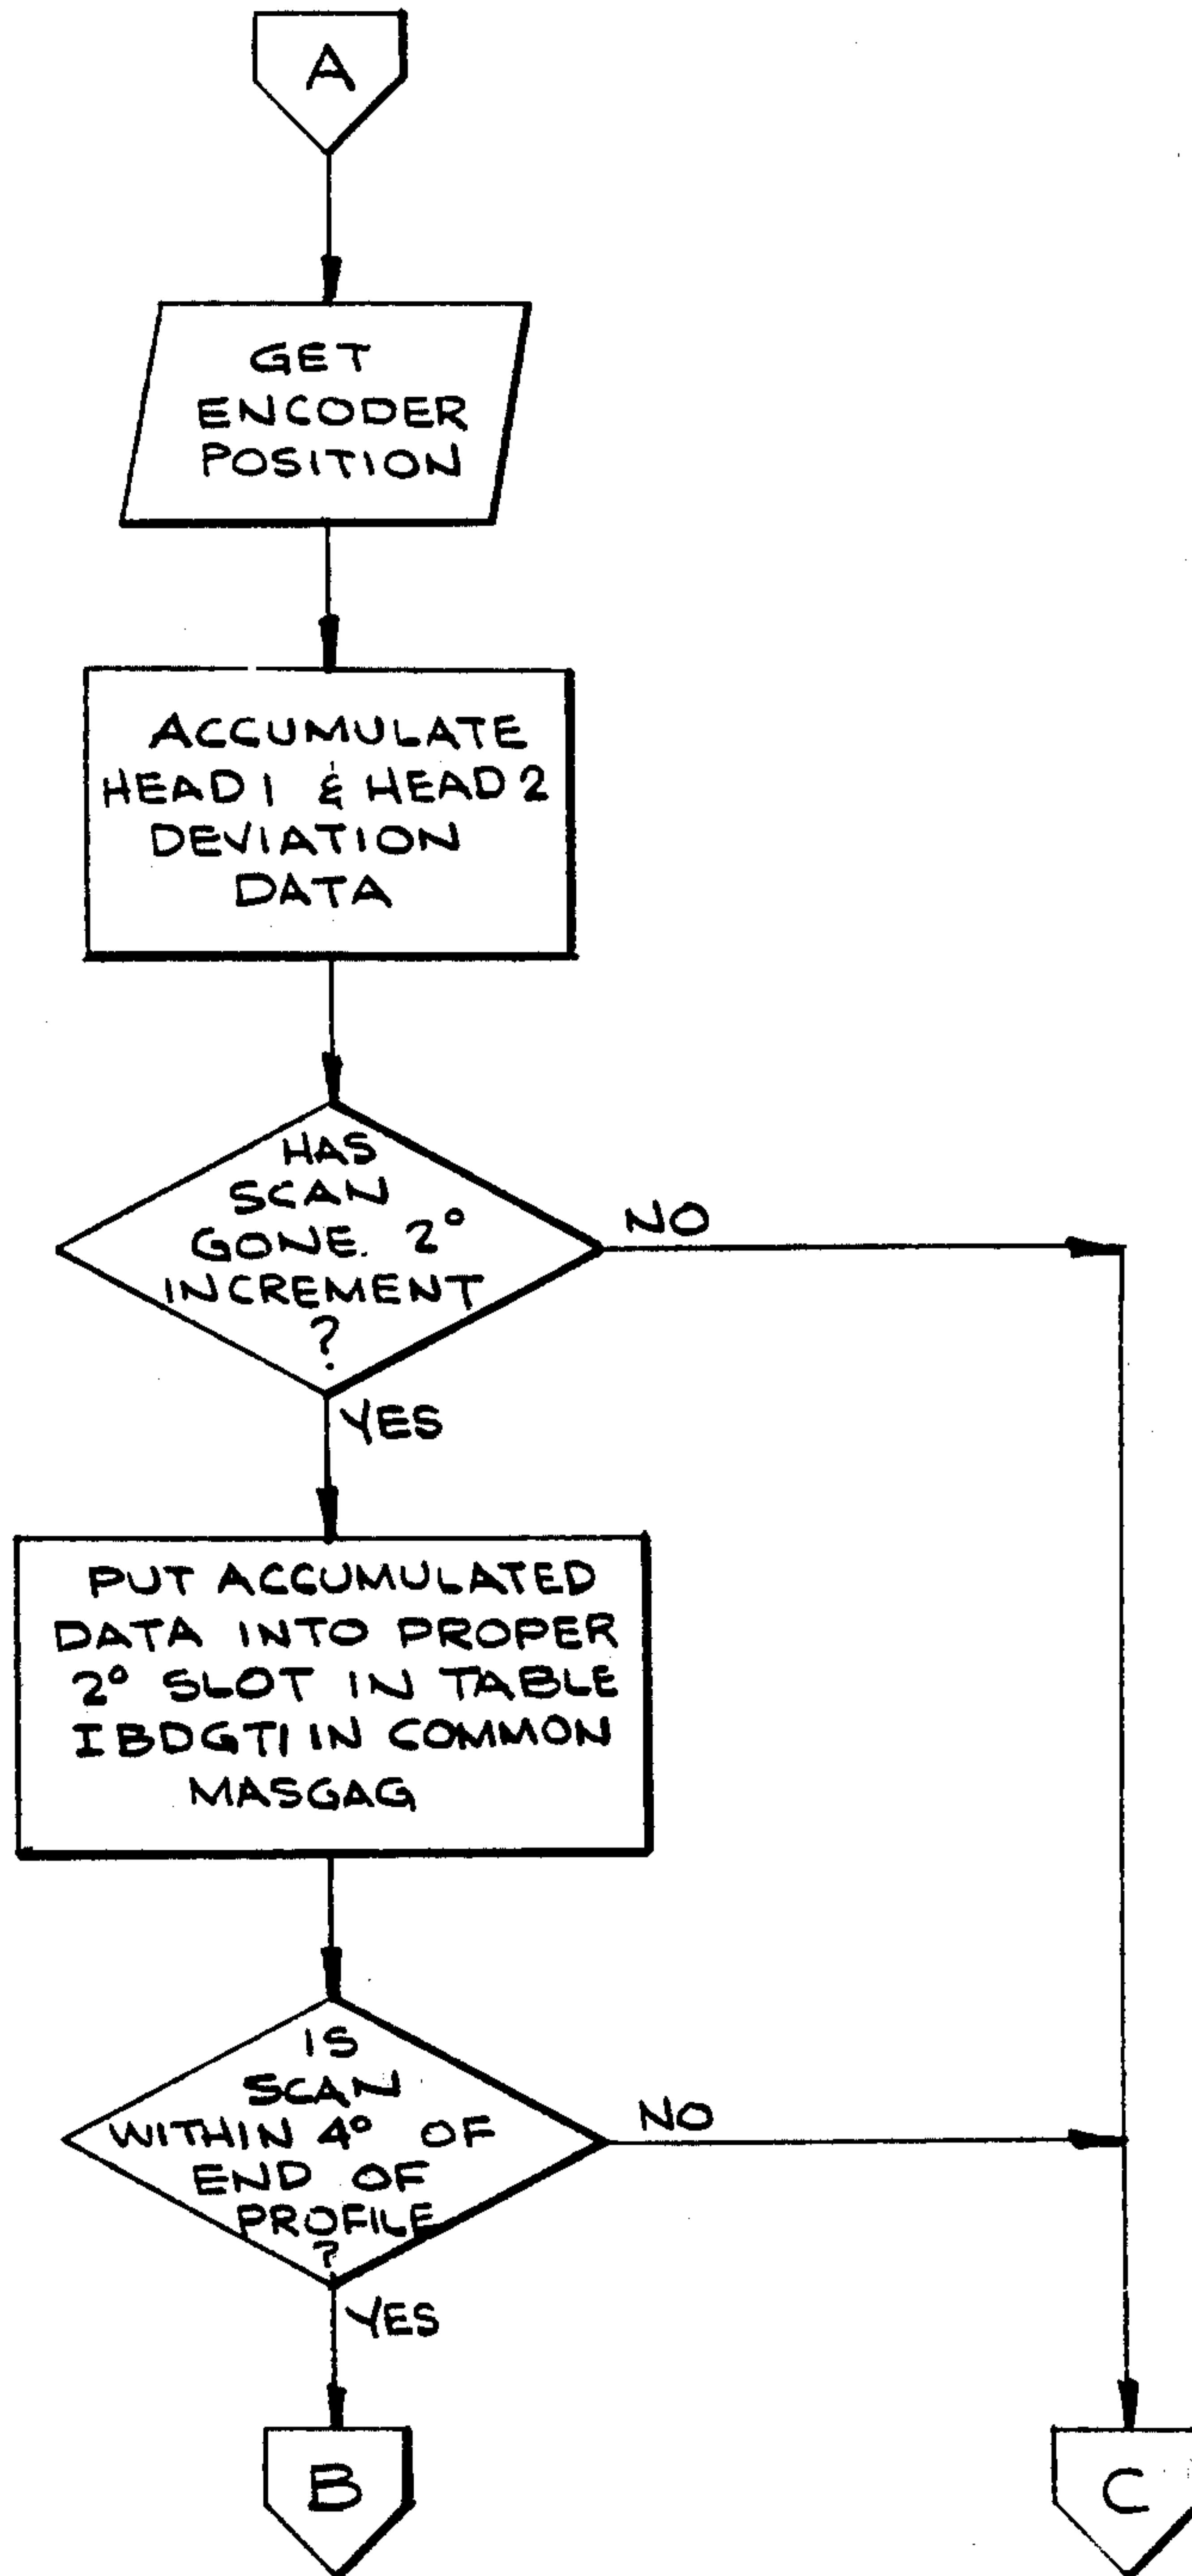 A
GET
ENCODER
POSITION
ACCUMULATE
HEAD 1 & HEAD 2
DEVIATION
DATA
HAS
SCAN
GONE. 2°
INCREMENT
?
NO
YES
PUT ACCUMULATED
DATA INTO PROPER
2° SLOT IN TABLE
IBDGT1 IN COMMON
MASGAG
IS
SCAN
WITHIN 4° OF
END OF
PROFILE
?
NO
YES
B
C